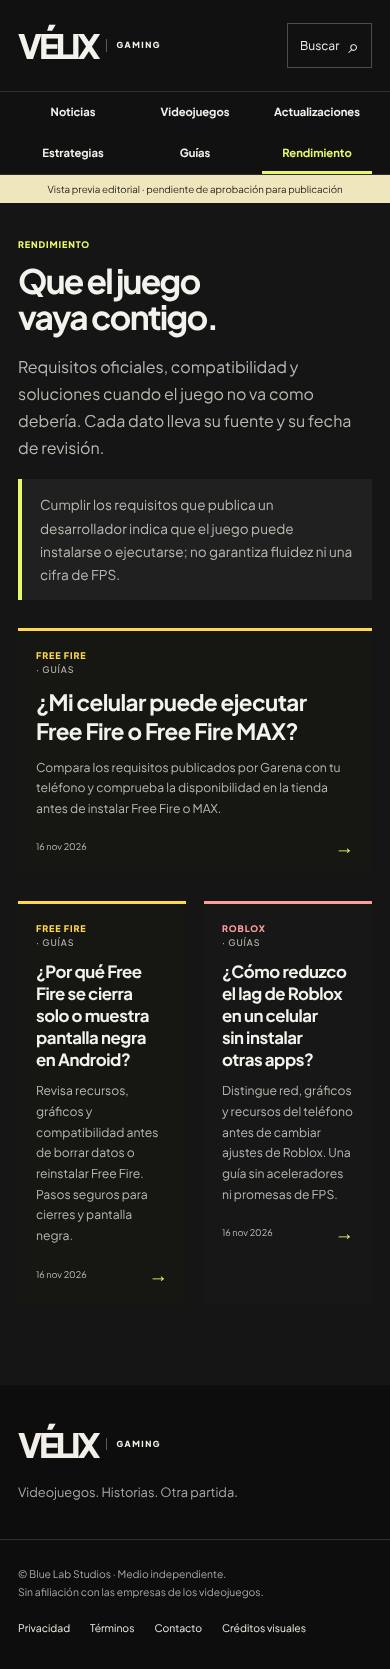 VÉLIX GAMING
Buscar
Noticias Videojuegos Actualizaciones
Estrategias Guías Rendimiento
Vista previa editorial · pendiente de aprobación para publicación
RENDIMIENTO
Que el juego
vaya contigo.
Requisitos oficiales, compatibilidad y
soluciones cuando el juego no va como
debería. Cada dato lleva su fuente y su fecha
de revisión.
Cumplir los requisitos que publica un
desarrollador indica que el juego puede
instalarse o ejecutarse; no garantiza fluidez ni una
cifra de FPS.
FREE FIRE
· GUÍAS
¿Mi celular puede ejecutar
Free Fire o Free Fire MAX?
Compara los requisitos publicados por Garena con tu
teléfono y comprueba la disponibilidad en la tienda
antes de instalar Free Fire o MAX.
16 nov 2026 →
FREE FIRE
· GUÍAS
¿Por qué Free
Fire se cierra
solo o muestra
pantalla negra
en Android?
Revisa recursos,
gráficos y
compatibilidad antes
de borrar datos o
reinstalar Free Fire.
Pasos seguros para
cierres y pantalla
negra.
16 nov 2026 →
ROBLOX
· GUÍAS
¿Cómo reduzco
el lag de Roblox
en un celular
sin instalar
otras apps?
Distingue red, gráficos
y recursos del teléfono
antes de cambiar
ajustes de Roblox. Una
guía sin aceleradores
ni promesas de FPS.
16 nov 2026 →
VÉLIX GAMING
Videojuegos. Historias. Otra partida.
© Blue Lab Studios · Medio independiente.
Sin afiliación con las empresas de los videojuegos.
Privacidad Términos Contacto Créditos visuales